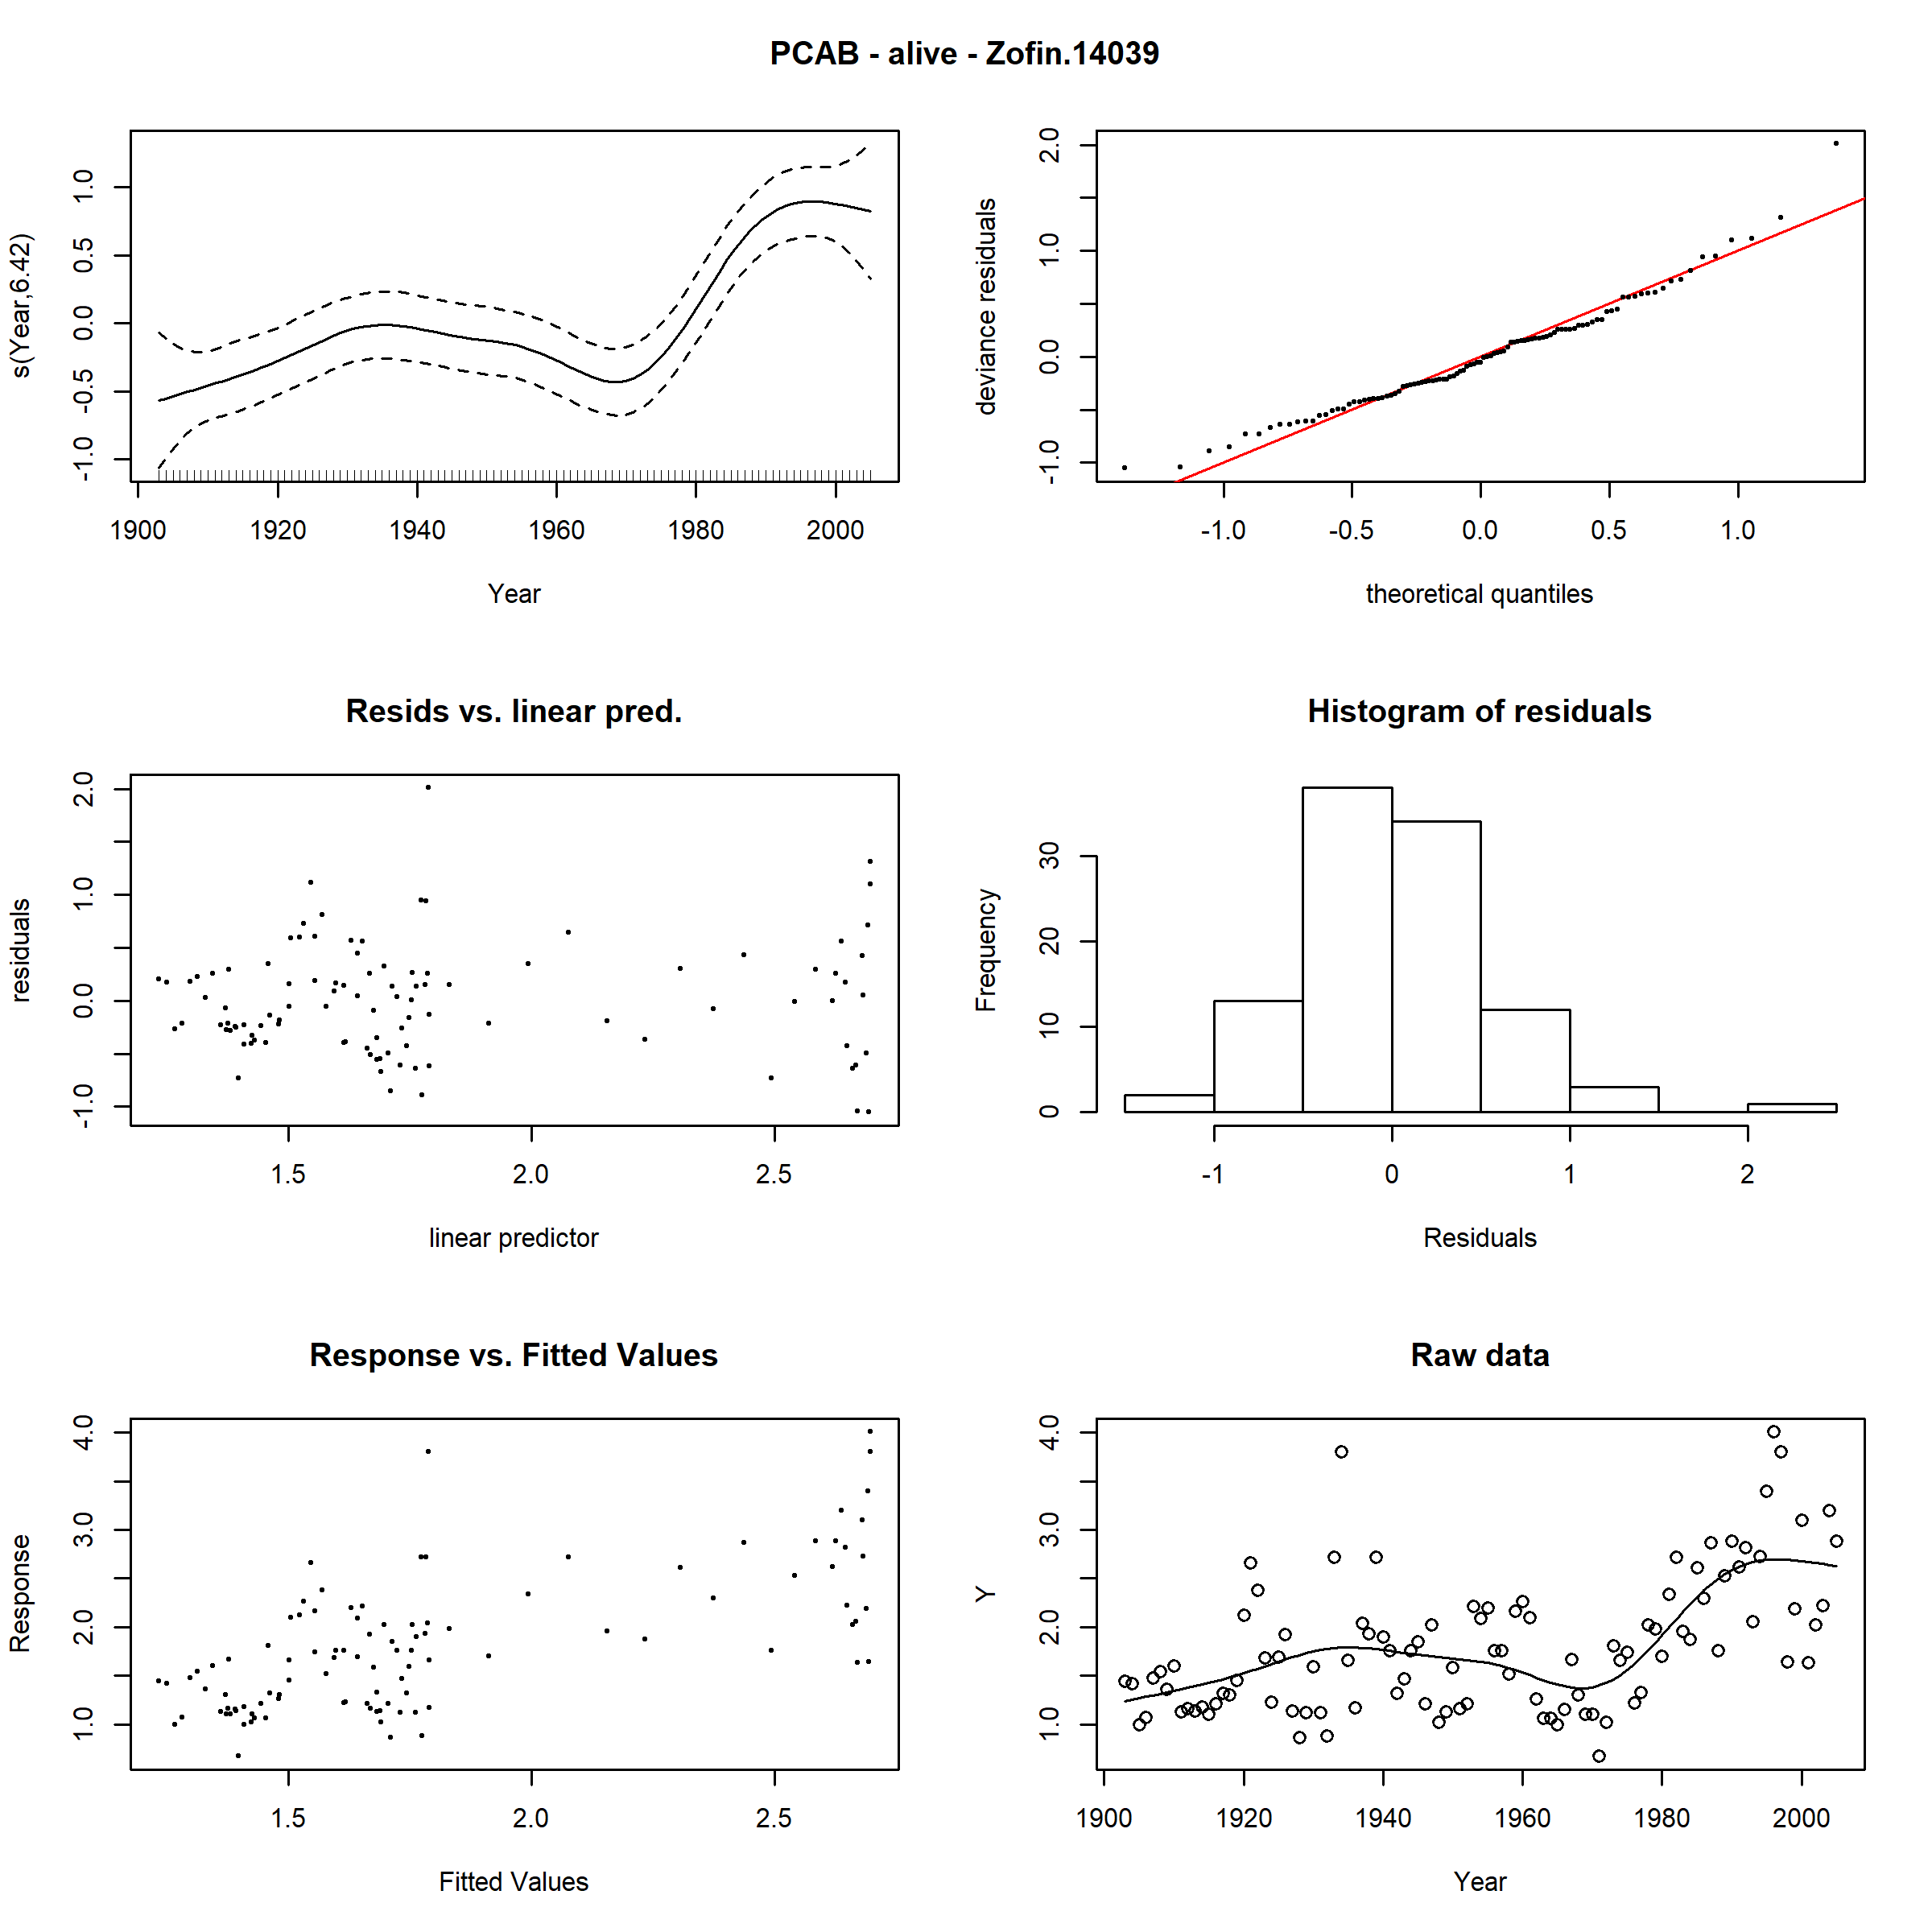 PCAB - alive - Zofin.14039
s(Year,6.42)
-1.0 -0.5 0.0 0.5 1.0
1900 1920 1940 1960 1980 2000
Year
deviance residuals
-1.0 0.0 1.0 2.0
-1.0 -0.5 0.0 0.5 1.0
theoretical quantiles
Resids vs. linear pred.
residuals
-1.0 0.0 1.0 2.0
1.5 2.0 2.5
linear predictor
Histogram of residuals
Frequency
0 10 20 30
-1 0 1 2
Residuals
Response vs. Fitted Values
Response
1.0 2.0 3.0 4.0
1.5 2.0 2.5
Fitted Values
Raw data
Y
1.0 2.0 3.0 4.0
1900 1920 1940 1960 1980 2000
Year